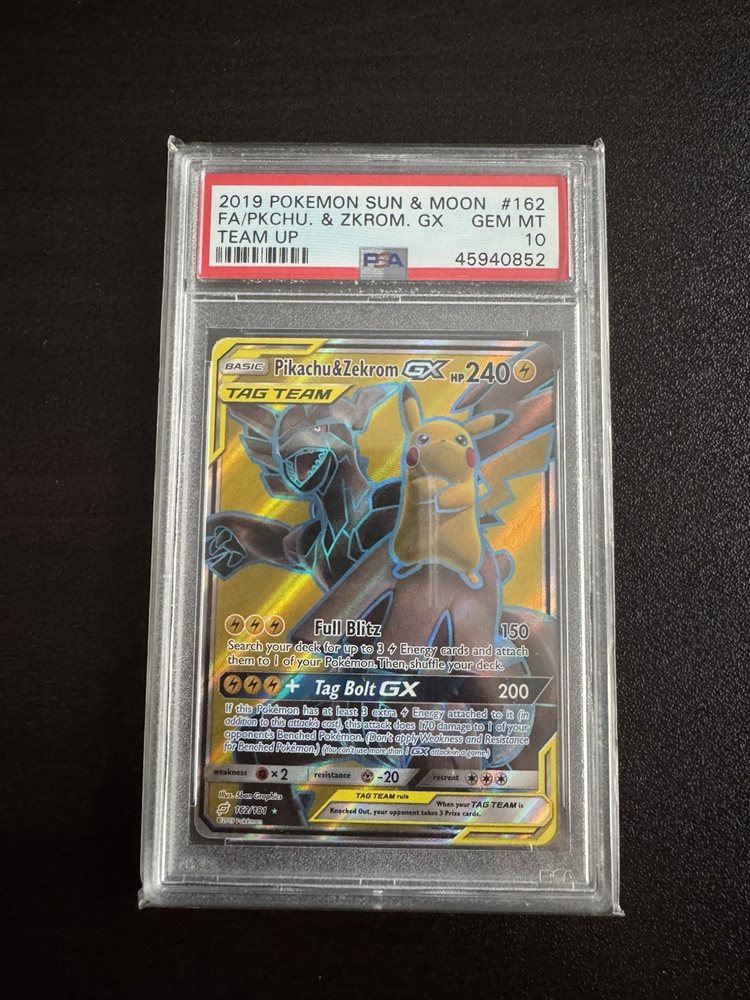 2019 POKEMON SUN & MOON #162
FA/PKCHU. & ZKROM. GX GEM MT
TEAM UP 10
PSA 45940852
BASIC Pikachu&Zekrom GX HP240
TAG TEAM
Full Blitz 150
Search your deck for up to 3 Energy cards and attach
them to 1 of your Pokémon. Then, shuffle your deck.
+ Tag Bolt GX 200
If this Pokémon has at least 3 extra Energy attached to it (in
addition to this attack's cost), this attack does 170 damage to 1 of your
opponent's Benched Pokémon. (Don't apply Weakness and Resistance
for Benched Pokémon.) (You can't use more than 1 GX attack in a game.)
weakness ×2 resistance -20 retreat
Illus. 5ban Graphics
162/181
©2019 Pokémon
TAG TEAM rule When your TAG TEAM is
Knocked Out, your opponent takes 3 Prize cards.